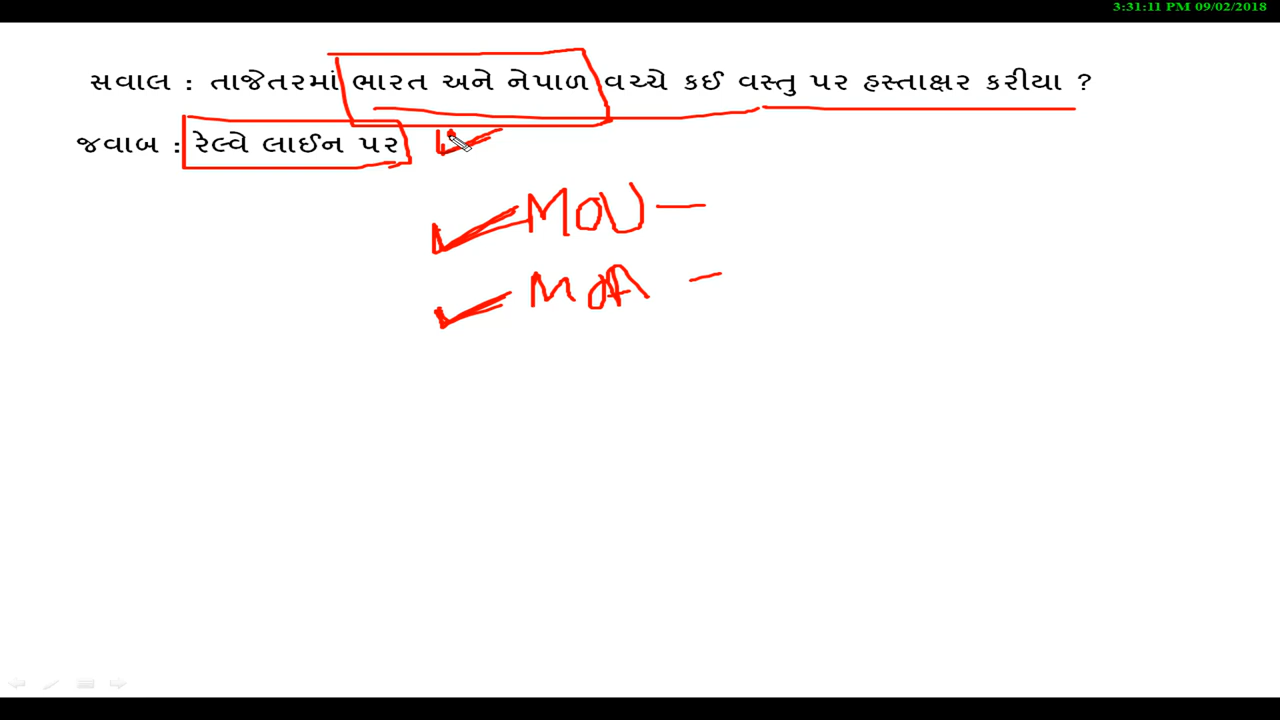 3:31:11 PM 09/02/2018
સવાલ : તાજેતરમાં ભારત અને નેપાળ વચ્ચે કઈ વસ્તુ પર હસ્તાક્ષર કરીયા ?
જવાબ : રેલ્વે લાઈન પર
MOU -
MOA -